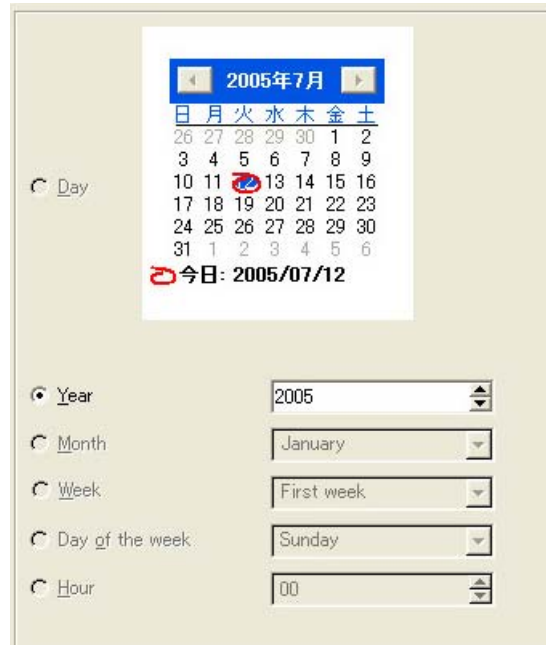 2005年7月
日 月 火 水 木 金 土
26 27 28 29 30 1 2
3 4 5 6 7 8 9
Day
10 11 12 13 14 15 16
17 18 19 20 21 22 23
24 25 26 27 28 29 30
31 1 2 3 4 5 6
今日: 2005/07/12
Year 2005
Month January
Week First week
Day of the week Sunday
Hour 00